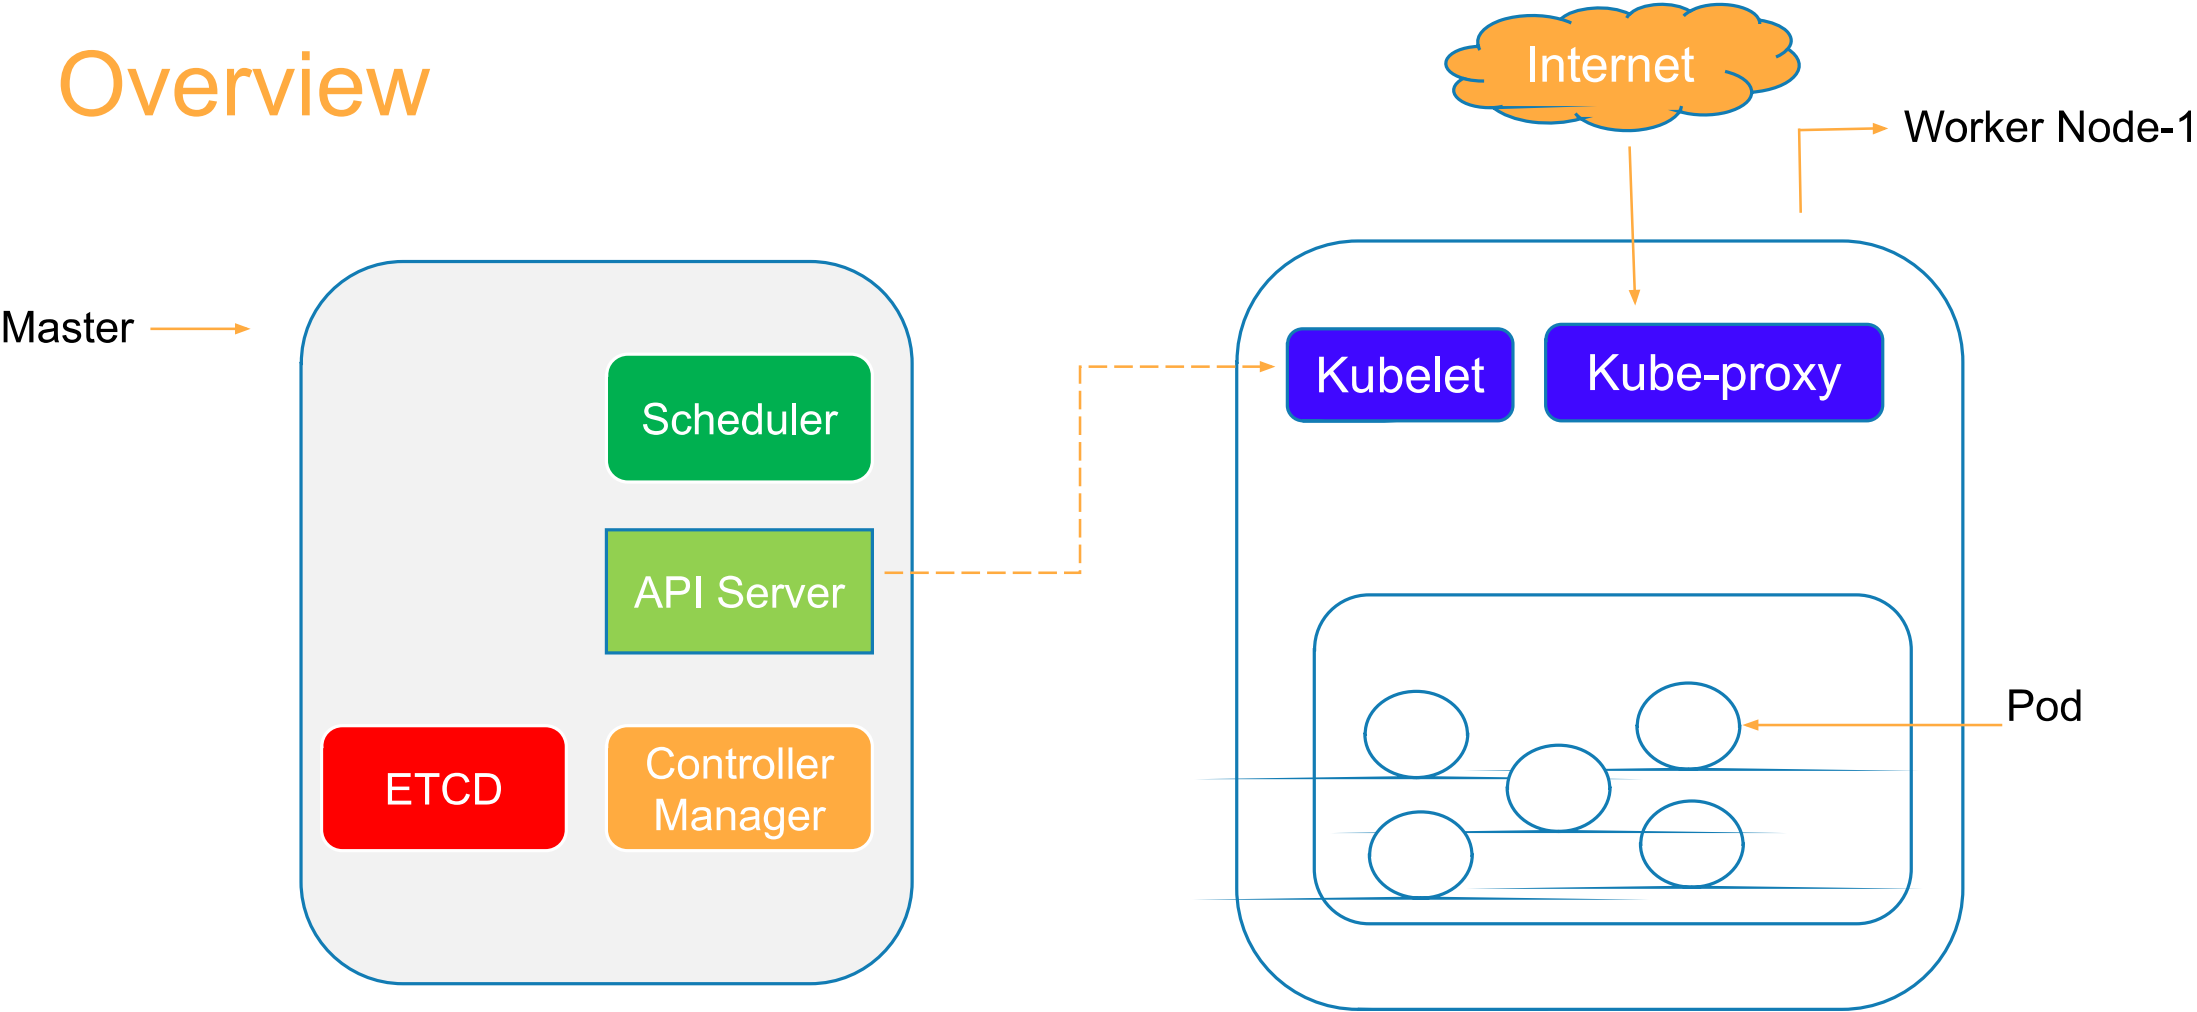 Overview
Internet
Worker Node-1
Master
Scheduler
API Server
ETCD
Controller
Manager
Kubelet
Kube-proxy
Pod